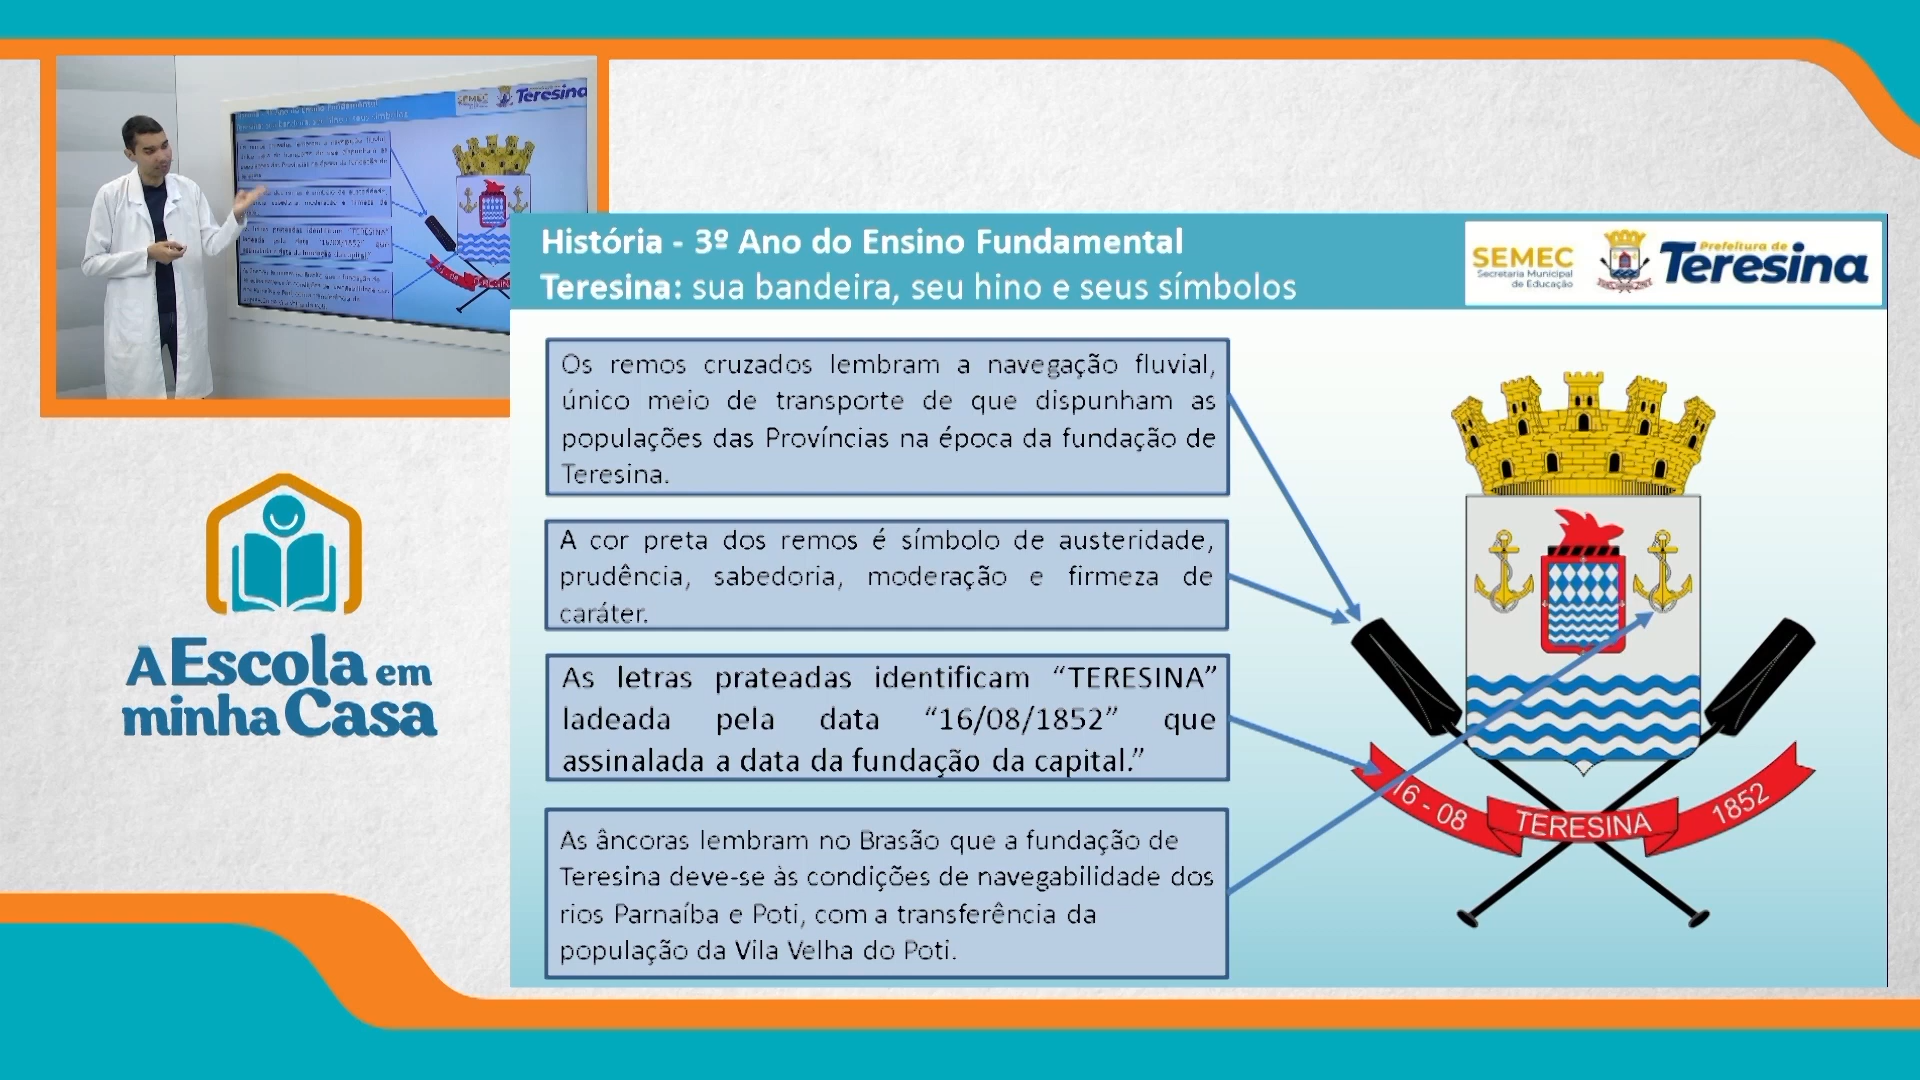 História - 3º Ano do Ensino Fundamental
Teresina: sua bandeira, seu hino e seus símbolos
SEMEC
Secretaria Municipal
de Educação
Prefeitura de
Teresina
Os remos cruzados lembram a navegação fluvial,
único meio de transporte de que dispunham as
populações das Províncias na época da fundação de
Teresina.
A cor preta dos remos é símbolo de austeridade,
prudência, sabedoria, moderação e firmeza de
caráter.
As letras prateadas identificam “TERESINA”
ladeada pela data “16/08/1852” que
assinalada a data da fundação da capital.”
As âncoras lembram no Brasão que a fundação de
Teresina deve-se às condições de navegabilidade dos
rios Parnaíba e Poti, com a transferência da
população da Vila Velha do Poti.
16 - 08
TERESINA
1852
A Escola em
minha Casa
SEMEC
Teresina